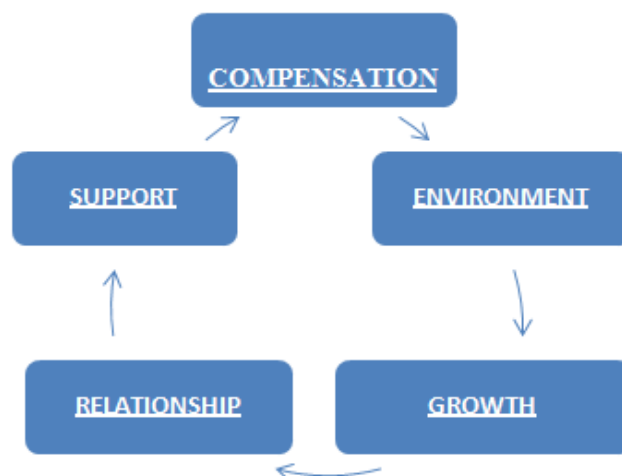 COMPENSATION
SUPPORT
ENVIRONMENT
RELATIONSHIP
GROWTH